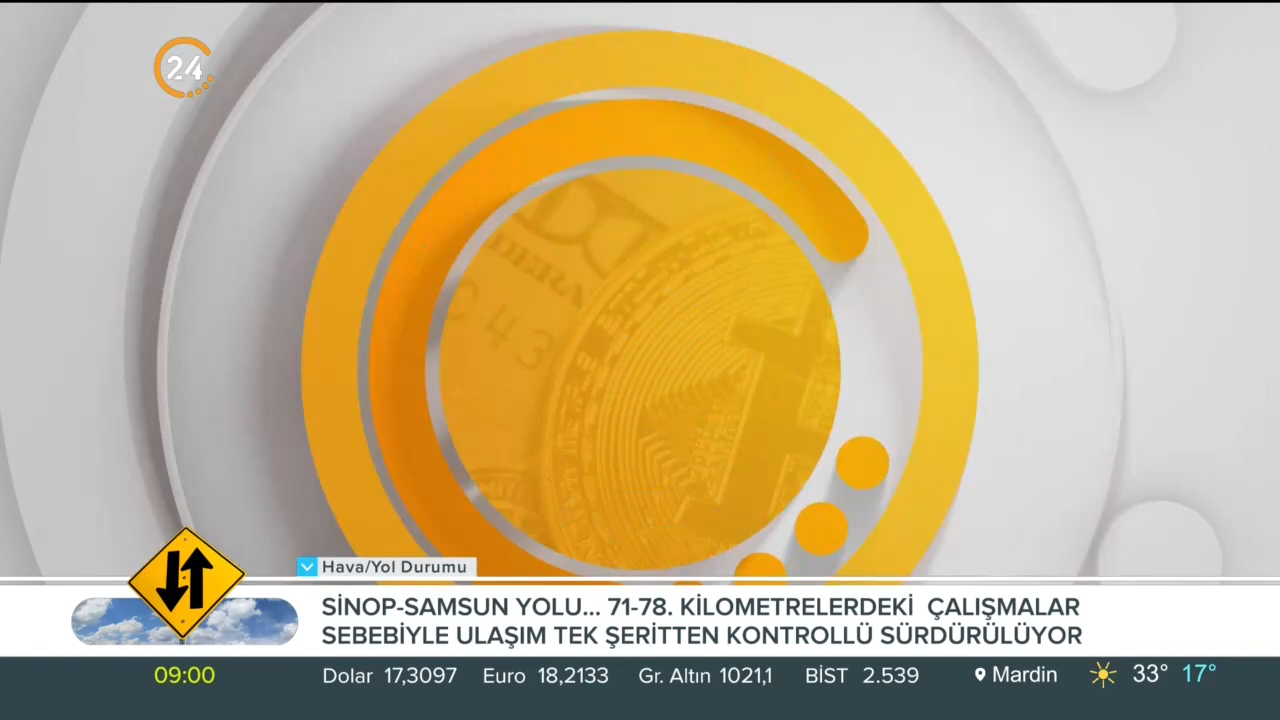 24
C 43
Hava/Yol Durumu
SİNOP-SAMSUN YOLU... 71-78. KİLOMETRELERDEKİ ÇALIŞMALAR
SEBEBİYLE ULAŞIM TEK ŞERİTTEN KONTROLLÜ SÜRDÜRÜLÜYOR
09:00 Dolar 17,3097 Euro 18,2133 Gr. Altın 1021,1 BİST 2.539 Mardin 33° 17°